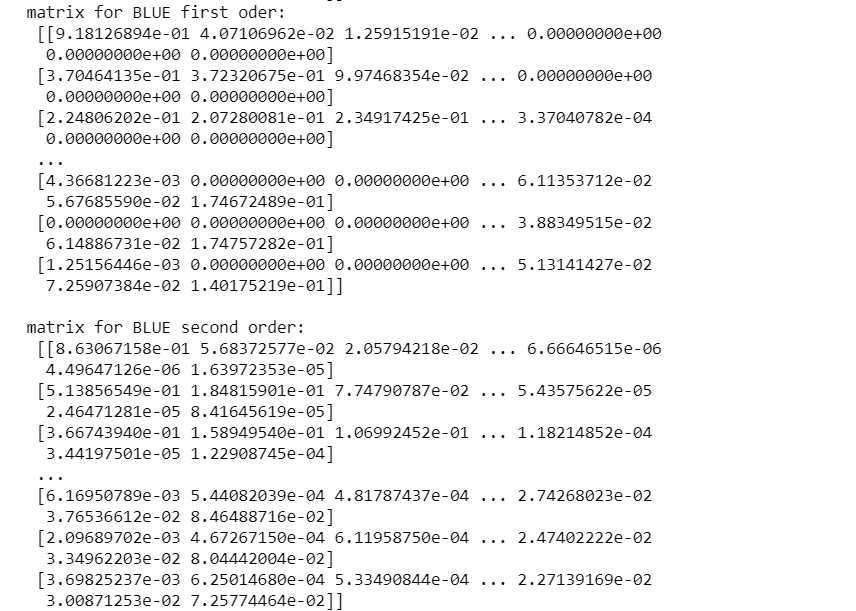 matrix for BLUE first oder:
[[9.18126894e-01 4.07106962e-02 1.25915191e-02 ... 0.00000000e+00
0.00000000e+00 0.00000000e+00]
[3.70464135e-01 3.72320675e-01 9.97468354e-02 ... 0.00000000e+00
0.00000000e+00 0.00000000e+00]
[2.24806202e-01 2.07280081e-01 2.34917425e-01 ... 3.37040782e-04
0.00000000e+00 0.00000000e+00]
...
[4.36681223e-03 0.00000000e+00 0.00000000e+00 ... 6.11353712e-02
5.67685590e-02 1.74672489e-01]
[0.00000000e+00 0.00000000e+00 0.00000000e+00 ... 3.88349515e-02
6.14886731e-02 1.74757282e-01]
[1.25156446e-03 0.00000000e+00 0.00000000e+00 ... 5.13141427e-02
7.25907384e-02 1.40175219e-01]]
matrix for BLUE second order:
[[8.63067158e-01 5.68372577e-02 2.05794218e-02 ... 6.66646515e-06
4.49647126e-06 1.63972353e-05]
[5.13856549e-01 1.84815901e-01 7.74790787e-02 ... 5.43575622e-05
2.46471281e-05 8.41645619e-05]
[3.66743940e-01 1.58949540e-01 1.06992452e-01 ... 1.18214852e-04
3.44197501e-05 1.22908745e-04]
...
[6.16950789e-03 5.44082039e-04 4.81787437e-04 ... 2.74268023e-02
3.76536612e-02 8.46488716e-02]
[2.09689702e-03 4.67267150e-04 6.11958750e-04 ... 2.47402222e-02
3.34962203e-02 8.04442004e-02]
[3.69825237e-03 6.25014680e-04 5.33490844e-04 ... 2.27139169e-02
3.00871253e-02 7.25774464e-02]]